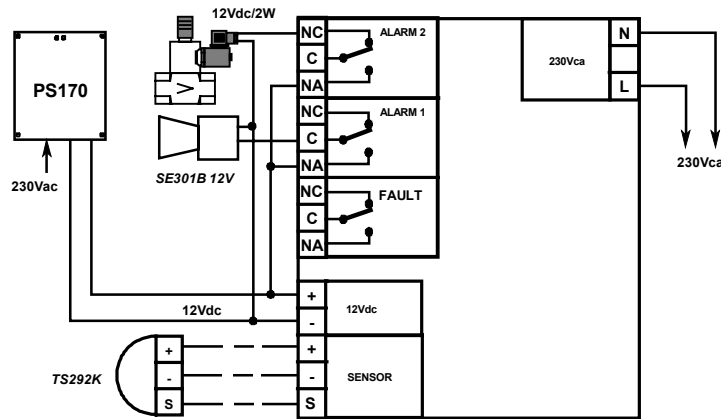 12Vdc/2W
PS170
230Vac
SE301B 12V
12Vdc
TS292K
+
-
S
NC
C
NA
ALARM 2
NC
C
NA
ALARM 1
NC
C
NA
FAULT
+
-
12Vdc
+
-
S
SENSOR
230Vca
N
L
230Vca